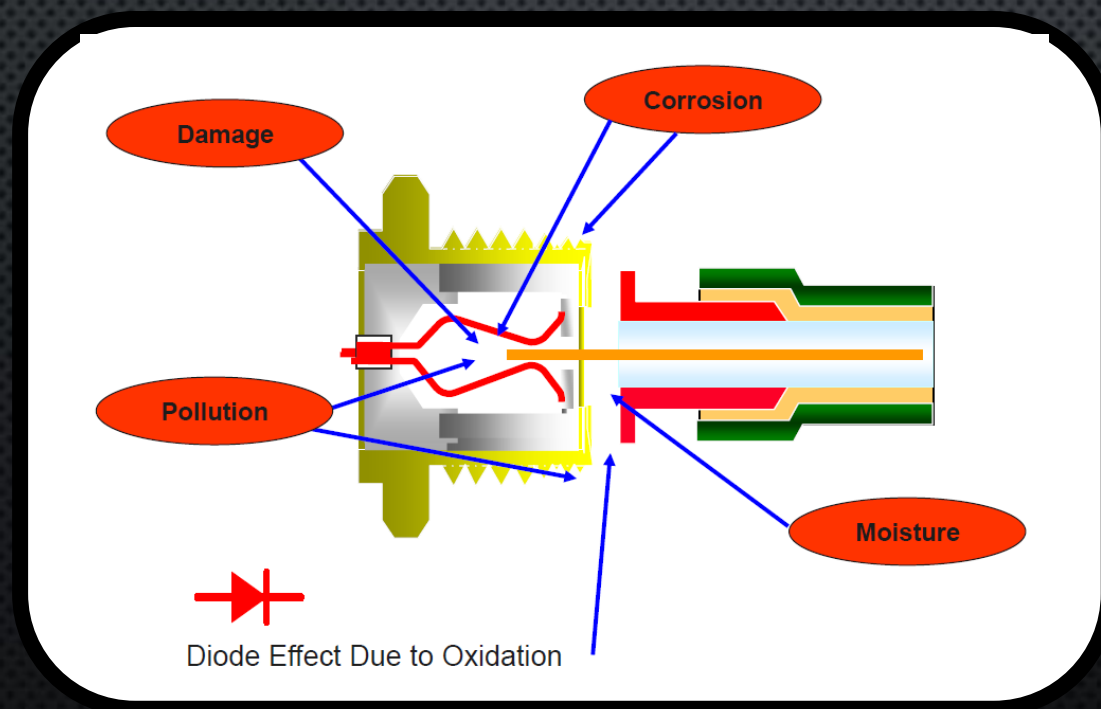 Corrosion
Damage
Pollution
Moisture
Diode Effect Due to Oxidation